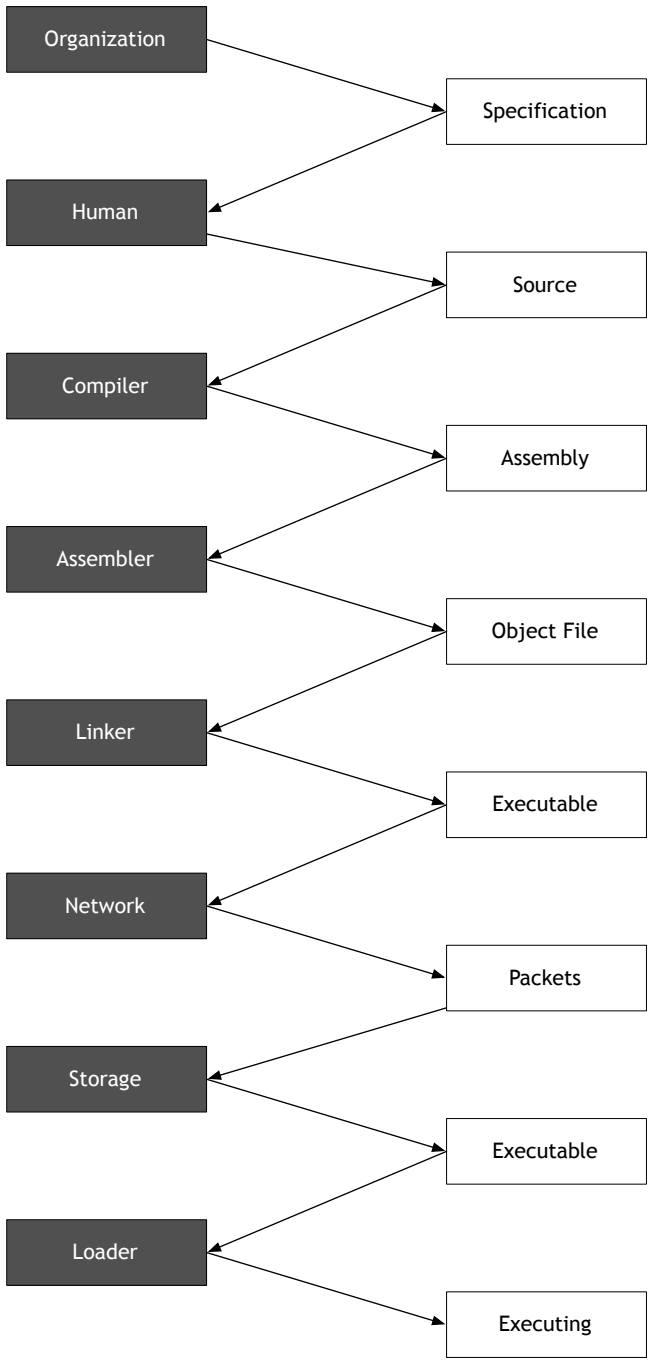 Organization
Specification
Human
Source
Compiler
Assembly
Assembler
Object File
Linker
Executable
Network
Packets
Storage
Executable
Loader
Executing